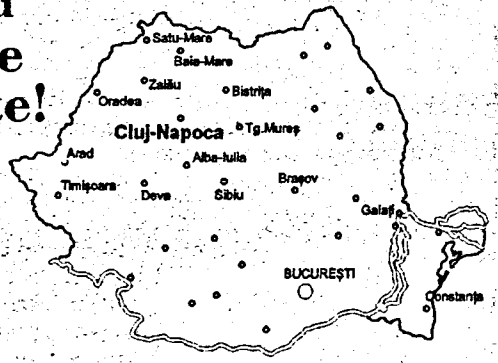 e
te!
Satu-Mare
Baia-Mare
Zalău
Bistrița
Oradea
Cluj-Napoca
Tg.Mureș
Arad
Alba-Iulia
Timișoara
Deva
Sibiu
Brașov
Galați
BUCUREȘTI
Constanța